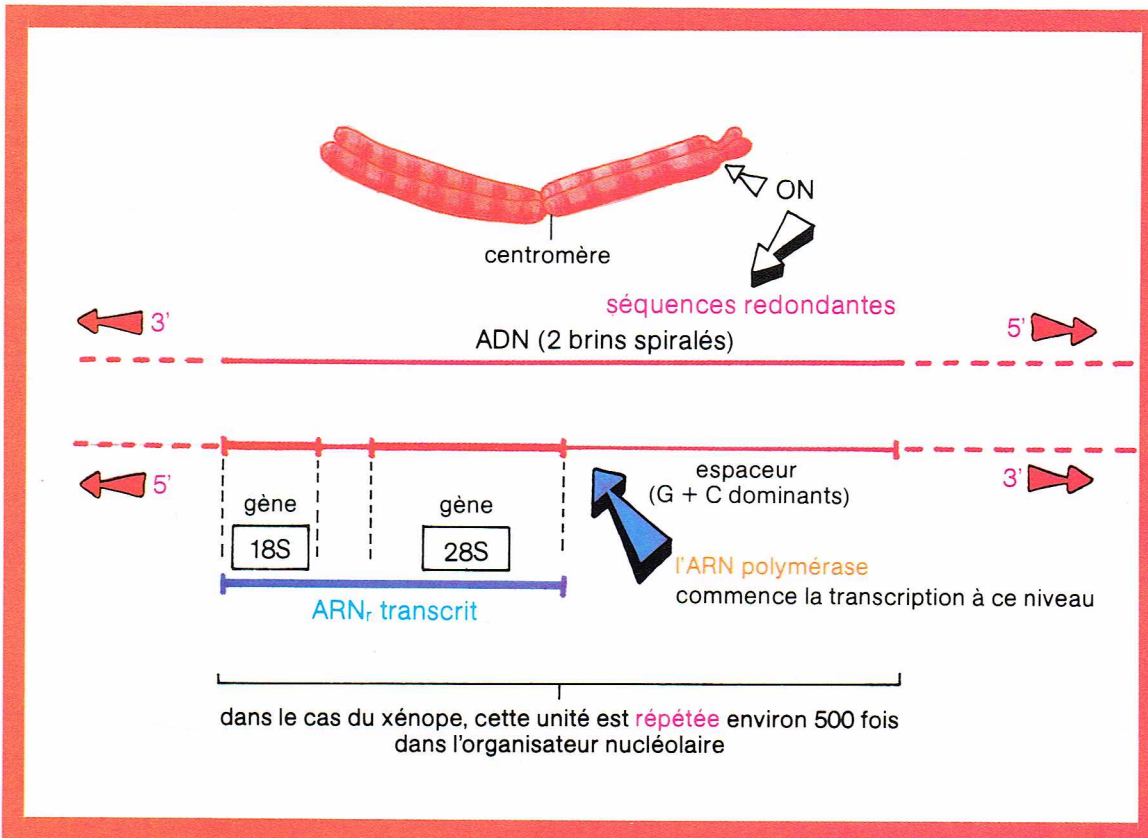 ON
centromère
séquences redondantes
3'
5'
ADN (2 brins spiralés)
5'
3'
espaceur
(G + C dominants)
gène
gène
18S
28S
l'ARN polymérase
commence la transcription à ce niveau
ARNr transcrit
dans le cas du xénope, cette unité est répétée environ 500 fois
dans l'organisateur nucléolaire